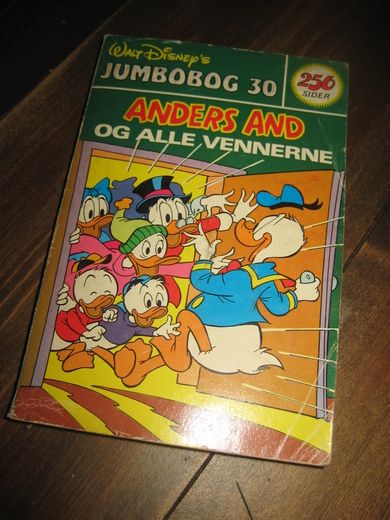 WALT DISNEY'S
JUMBOBOG 30
256
SIDER
ANDERS AND
OG ALLE VENNERNE